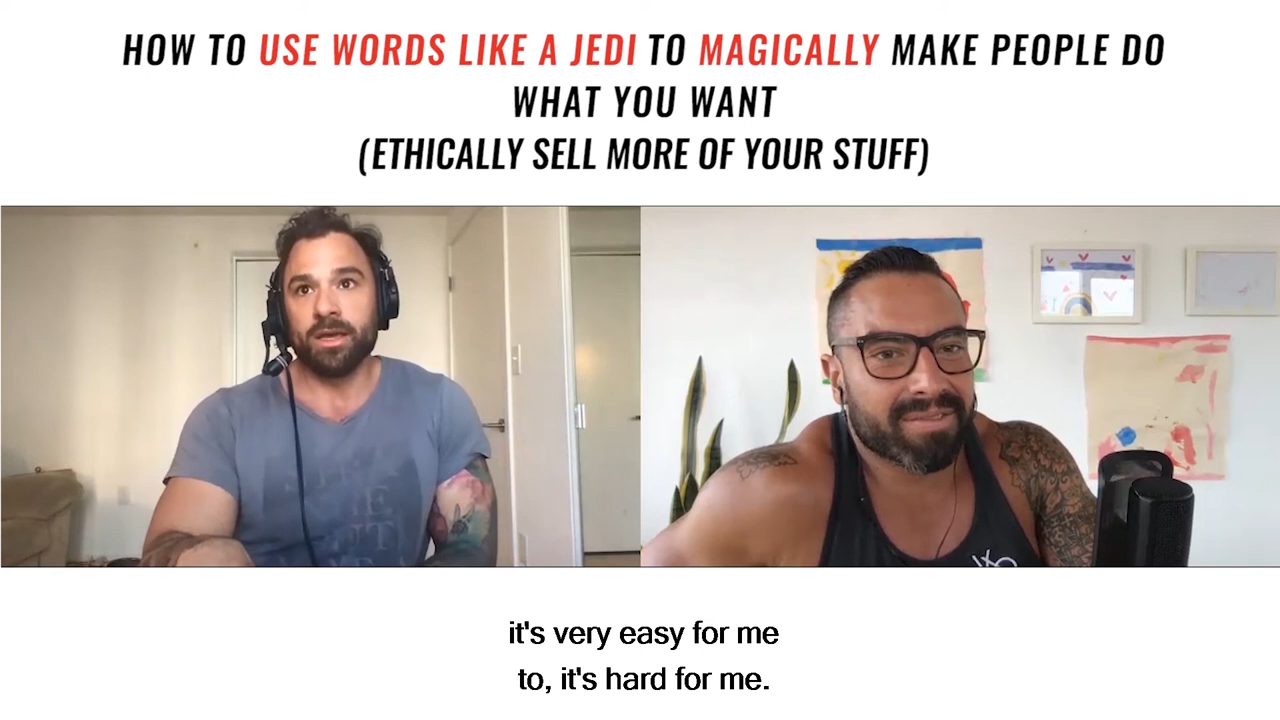 HOW TO USE WORDS LIKE A JEDI TO MAGICALLY MAKE PEOPLE DO
WHAT YOU WANT
(ETHICALLY SELL MORE OF YOUR STUFF)
it's very easy for me
to, it's hard for me.